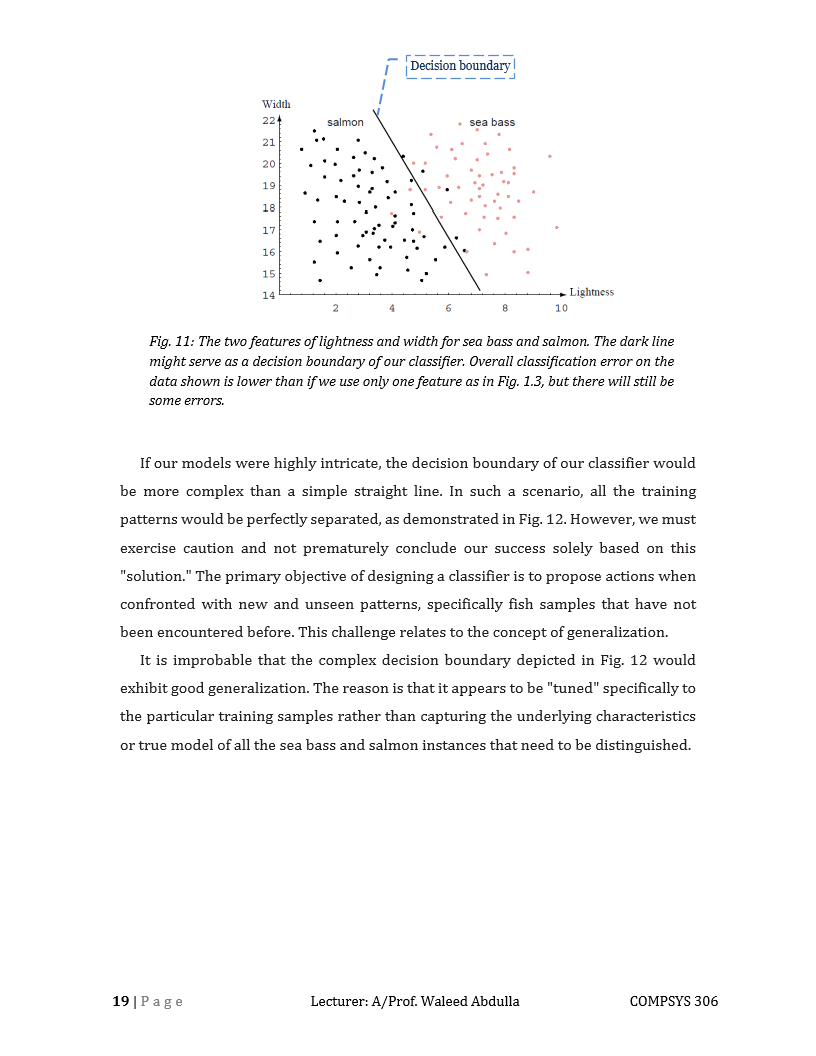 Decision boundary
Width
salmon
sea bass
22
21
20
19
18
17
16
15
14
Lightness
2 4 6 8 10
Fig. 11: The two features of lightness and width for sea bass and salmon. The dark line
might serve as a decision boundary of our classifier. Overall classification error on the
data shown is lower than if we use only one feature as in Fig. 1.3, but there will still be
some errors.
If our models were highly intricate, the decision boundary of our classifier would
be more complex than a simple straight line. In such a scenario, all the training
patterns would be perfectly separated, as demonstrated in Fig. 12. However, we must
exercise caution and not prematurely conclude our success solely based on this
"solution." The primary objective of designing a classifier is to propose actions when
confronted with new and unseen patterns, specifically fish samples that have not
been encountered before. This challenge relates to the concept of generalization.
It is improbable that the complex decision boundary depicted in Fig. 12 would
exhibit good generalization. The reason is that it appears to be "tuned" specifically to
the particular training samples rather than capturing the underlying characteristics
or true model of all the sea bass and salmon instances that need to be distinguished.
19 | P a g e Lecturer: A/Prof. Waleed Abdulla COMPSYS 306